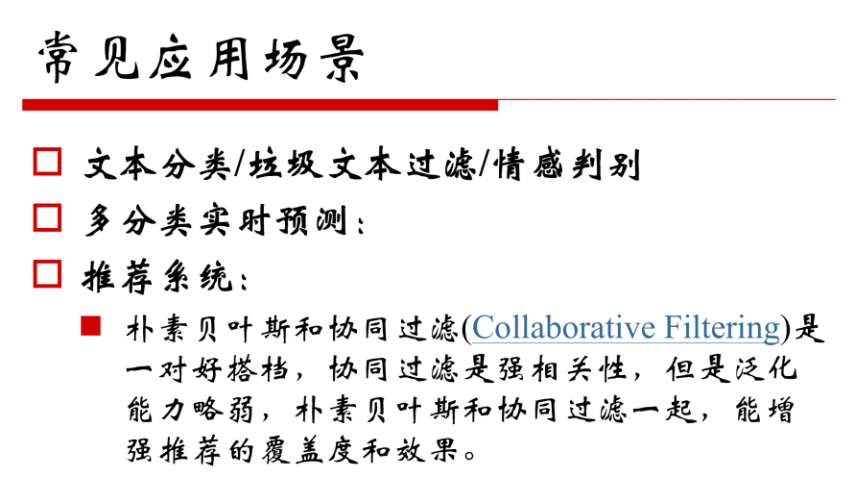 常见应用场景
文本分类/垃圾文本过滤/情感判别
多分类实时预测：
推荐系统：
朴素贝叶斯和协同过滤(Collaborative Filtering)是
一对好搭档，协同过滤是强相关性，但是泛化
能力略弱，朴素贝叶斯和协同过滤一起，能增
强推荐的覆盖度和效果。